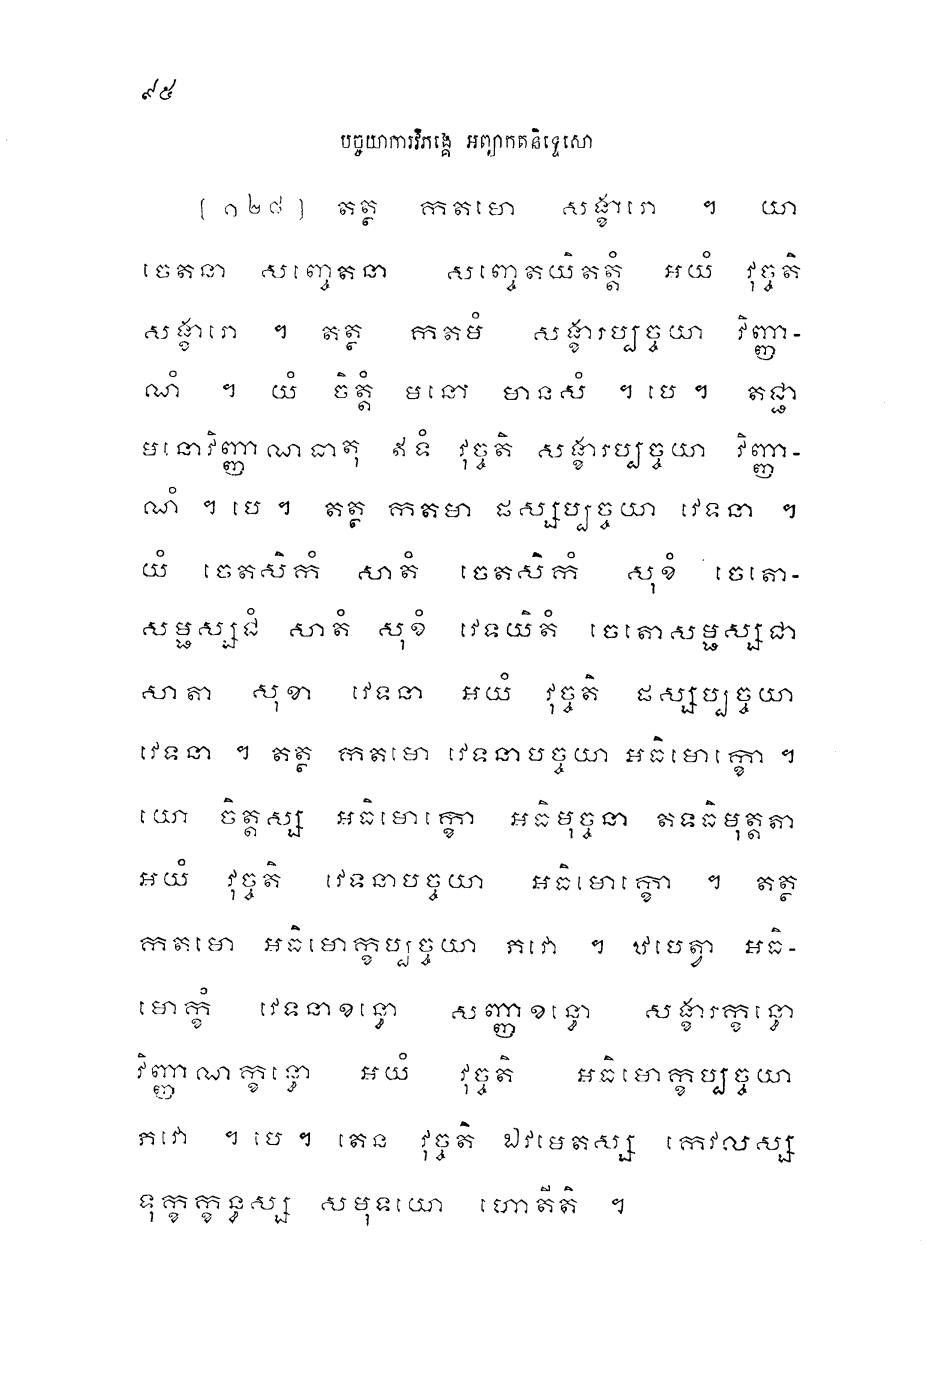 ៩៥
បច្ចយាការវិភង្គេ អព្យាកតនិទ្ទេសោ
[១២៩] តត្ថ កតមោ សង្ខារោ ។ យា
ចេតនា សញ្ចេតនា សញ្ចេតយិតត្តំ អយំ វុច្ចតិ
សង្ខារោ ។ តត្ថ កតមំ សង្ខារប្បច្ចយា វិញ្ញា-
ណំ ។ យំ ចិត្តំ មនោ មានសំ ។ បេ ។ តជ្ជា
មនោវិញ្ញាណធាតុ ឥទំ វុច្ចតិ សង្ខារប្បច្ចយា វិញ្ញា-
ណំ ។ បេ ។ តត្ថ កតមា ផស្សប្បច្ចយា វេទនា ។
យំ ចេតសិកំ សាតំ ចេតសិកំ សុខំ ចេតោ-
សម្ផស្សជំ សាតំ សុខំ វេទយិតំ ចេតោសម្ផស្សជា
សាតា សុខា វេទនា អយំ វុច្ចតិ ផស្សប្បច្ចយា
វេទនា ។ តត្ថ កតមោ វេទនាបច្ចយា អធិមោក្ខោ ។
យោ ចិត្តស្ស អធិមោក្ខោ អធិមុច្ចនា តទធិមុត្តតា
អយំ វុច្ចតិ វេទនាបច្ចយា អធិមោក្ខោ ។ តត្ថ
កតមោ អធិមោក្ខប្បច្ចយា ភវោ ។ ឋបេត្វា អធិ-
មោក្ខំ វេទនាខន្ធោ សញ្ញាខន្ធោ សង្ខារក្ខន្ធោ
វិញ្ញាណក្ខន្ធោ អយំ វុច្ចតិ អធិមោក្ខប្បច្ចយា
ភវោ ។ បេ ។ តេន វុច្ចតិ ឯវមេតស្ស កេវលស្ស
ទុក្ខក្ខន្ធស្ស សមុទយោ ហោតីតិ ។